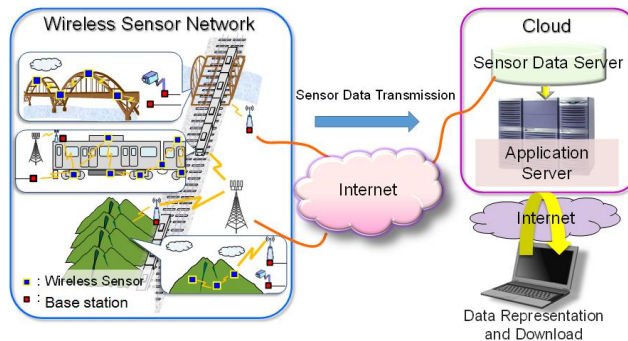 Wireless Sensor Network
: Wireless Sensor
: Base station
Sensor Data Transmission
Internet
Cloud
Sensor Data Server
Application
Server
Internet
Data Representation
and Download